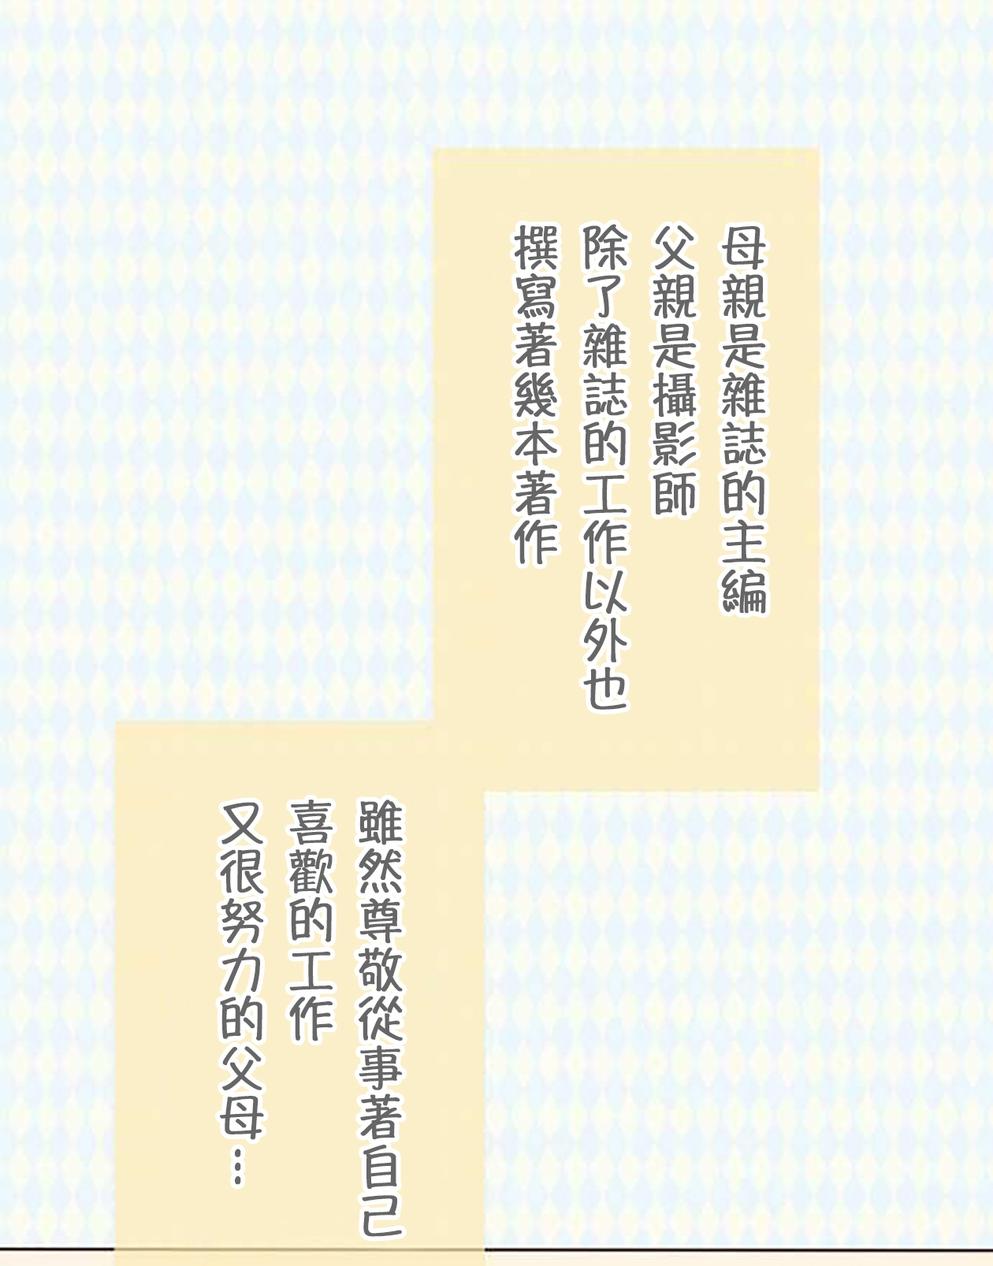 母親是雜誌的主編
父親是攝影師
除了雜誌的工作以外也
撰寫著幾本著作
雖然尊敬從事著自己
喜歡的工作
又很努力的父母…